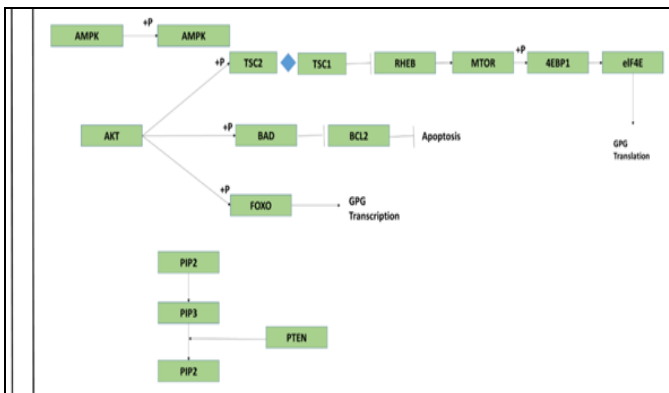 +P
AMPK AMPK
+P TSC2 TSC1 RHEB MTOR +P 4EBP1 eIF4E
AKT +P BAD BCL2 Apoptosis
GPG
Translation
+P
FOXO GPG
Transcription
PIP2
PIP3
PTEN
PIP2